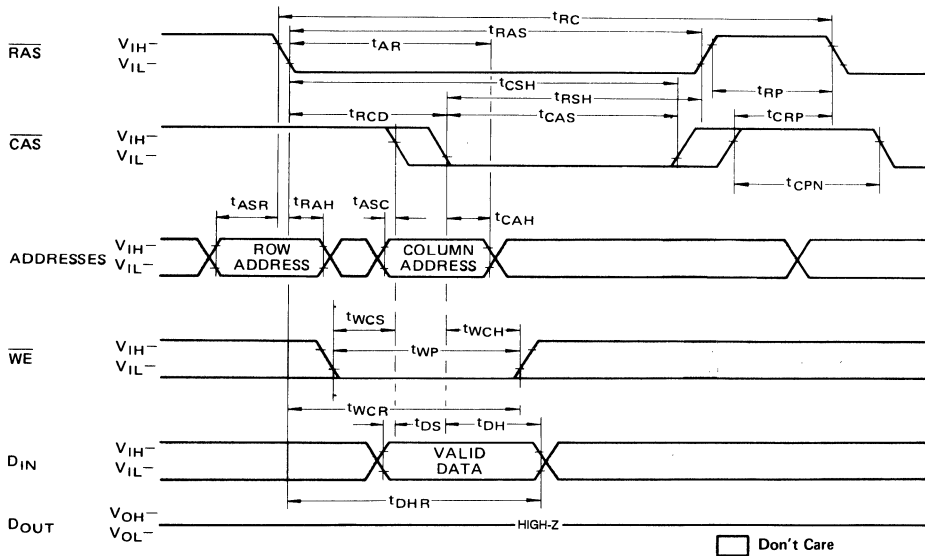 tRC
tRAS
tAR
RAS
VIH–
VIL–
tCSH
tRP
tRSH
tRCD
tCAS
tCRP
CAS
VIH–
VIL–
tCPN
tASR
tRAH
tASC
tCAH
ADDRESSES
VIH–
VIL–
ROW
ADDRESS
COLUMN
ADDRESS
tWCS
tWCH
WE
VIH–
VIL–
tWP
tWCR
tDS
tDH
DIN
VIH–
VIL–
VALID
DATA
tDHR
DOUT
VOH–
VOL–
HIGH-Z
Don't Care